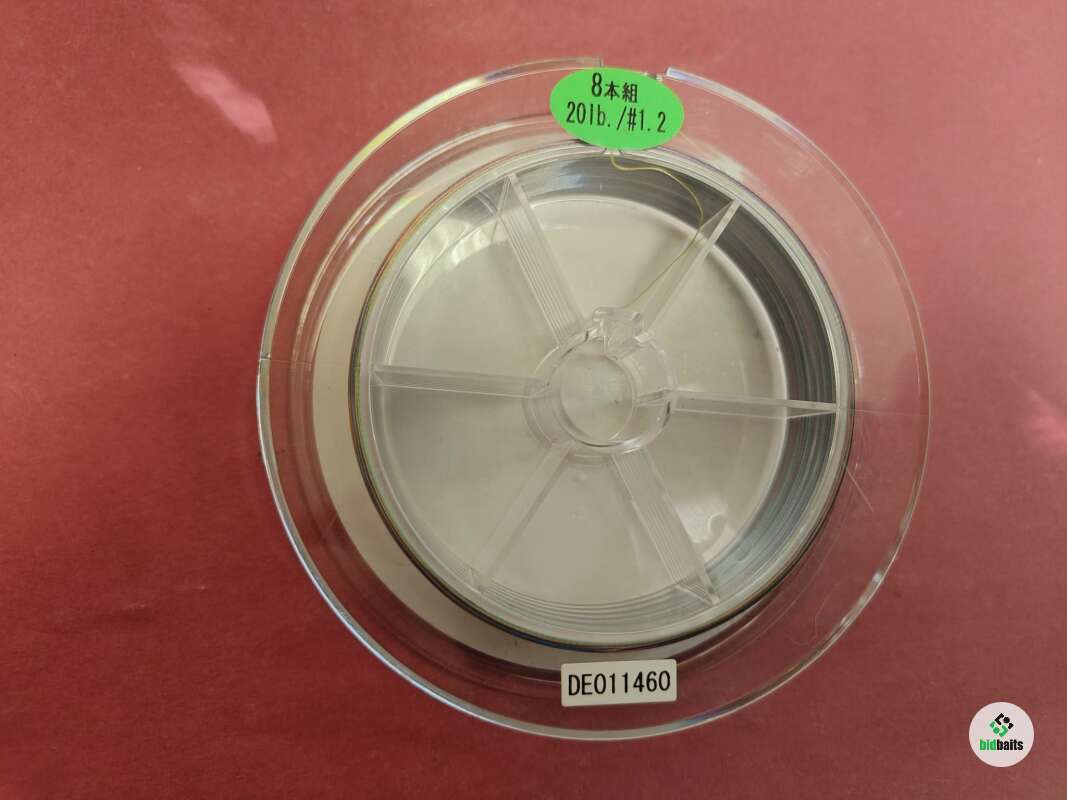 8本組
20lb./#1.2
DE011460
bidbaits